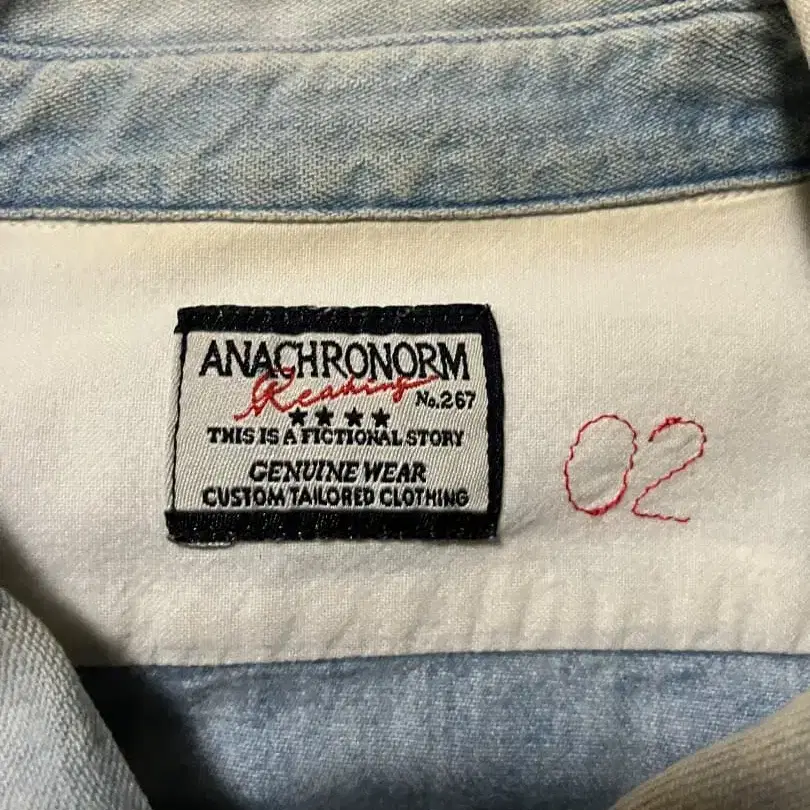 ANACHRONORM
Reading
No.267
★★★★
THIS IS A FICTIONAL STORY
GENUINE WEAR
CUSTOM TAILORED CLOTHING
02